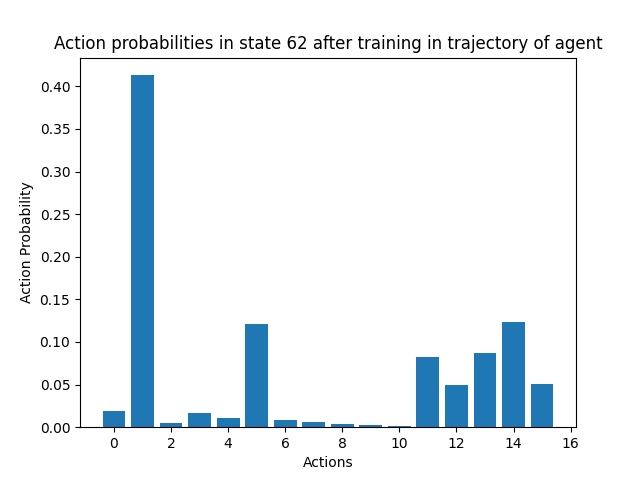 Action probabilities in state 62 after training in trajectory of agent
0.40
0.35
0.30
0.25
0.20
0.15
0.10
0.05
0.00
Action Probability
0 2 4 6 8 10 12 14 16
Actions